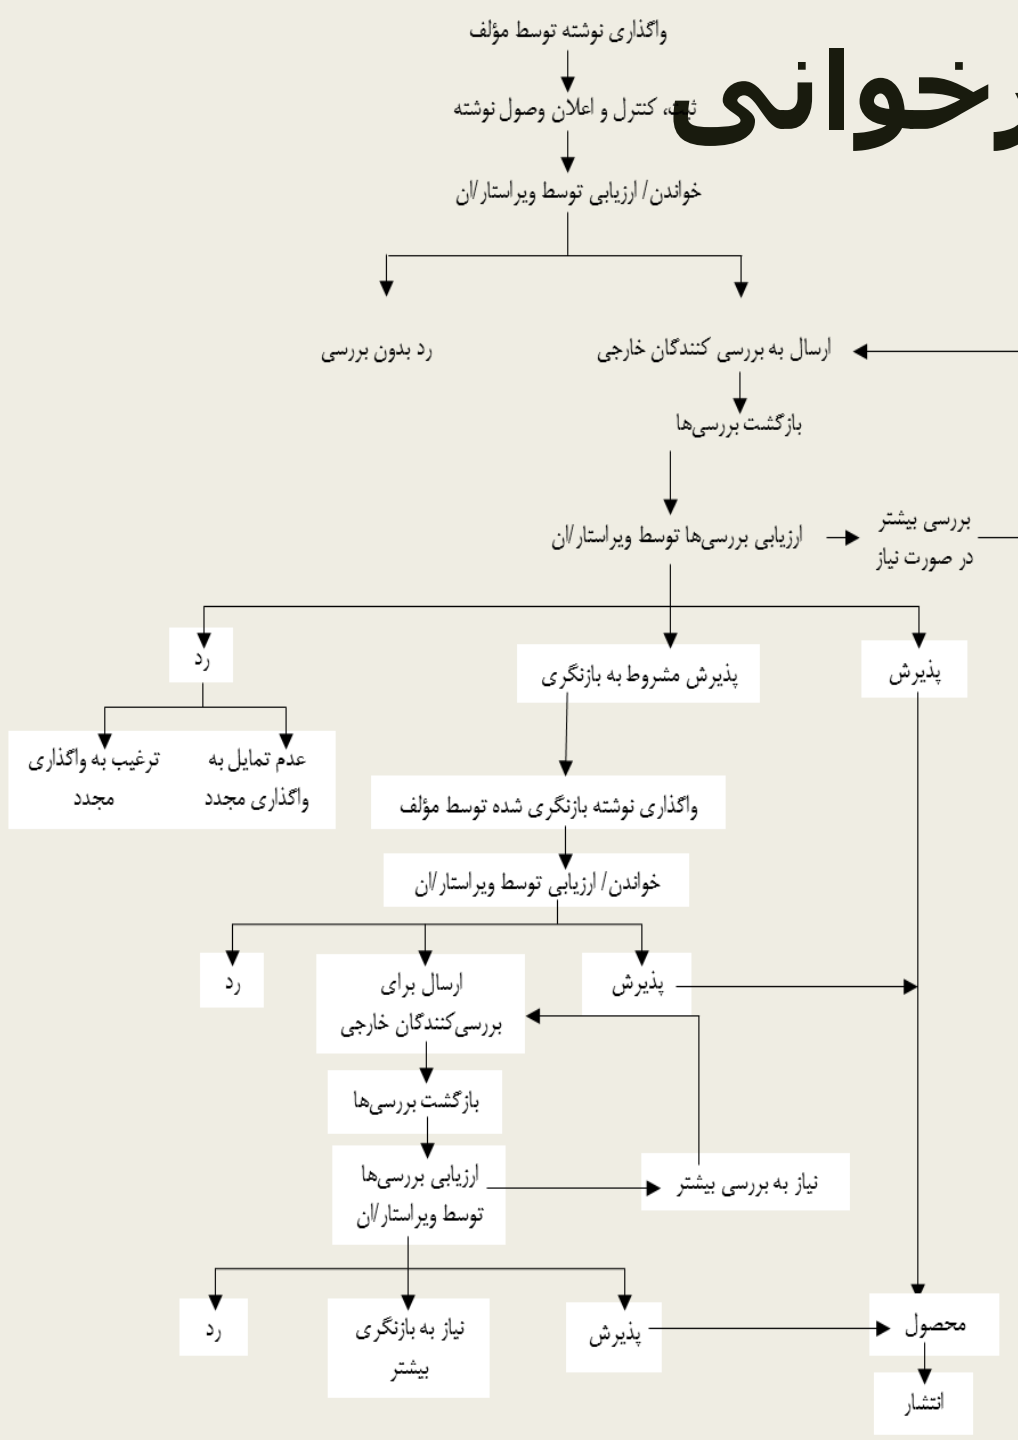 واگذاری نوشته توسط مؤلف
ثبت، کنترل و اعلان وصول نوشته
خواندن/ ارزیابی توسط ویراستار/ان
ارسال به بررسی کنندگان خارجی
رد بدون بررسی
بازگشت بررسی‌ها
بررسی بیشتر
در صورت نیاز
ارزیابی بررسی‌ها توسط ویراستار/ان
پذیرش
پذیرش مشروط به بازنگری
رد
عدم تمایل به
واگذاری مجدد
ترغیب به واگذاری
مجدد
واگذاری نوشته بازنگری شده توسط مؤلف
خواندن/ ارزیابی توسط ویراستار/ان
پذیرش
ارسال برای
بررسی‌کنندگان خارجی
رد
بازگشت بررسی‌ها
ارزیابی بررسی‌ها
توسط ویراستار/ان
نیاز به بررسی بیشتر
محصول
پذیرش
نیاز به بازنگری
بیشتر
رد
انتشار